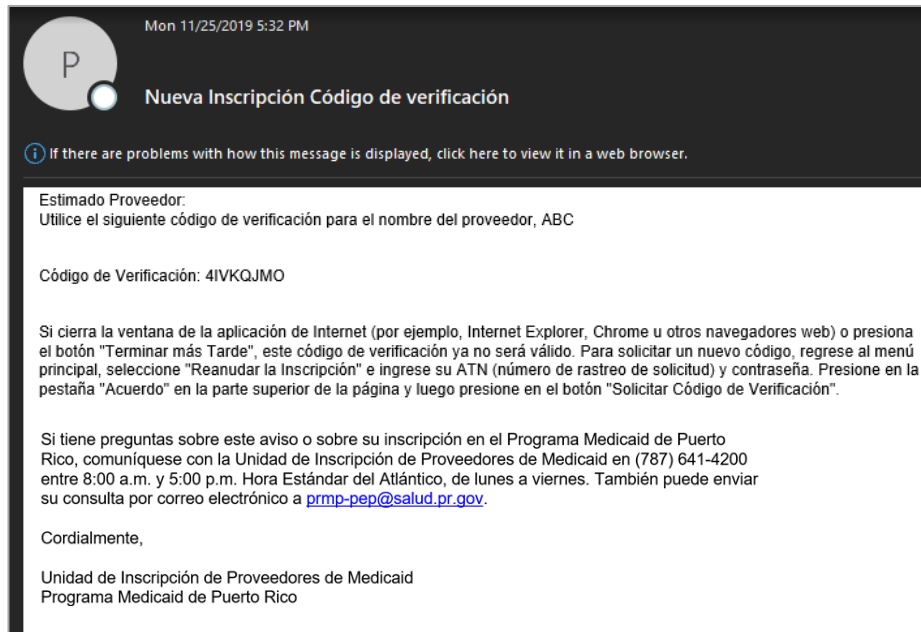 Mon 11/25/2019 5:32 PM
P
Nueva Inscripción Código de verificación
If there are problems with how this message is displayed, click here to view it in a web browser.
Estimado Proveedor:
Utilice el siguiente código de verificación para el nombre del proveedor, ABC
Código de Verificación: 4IVKQJMO
Si cierra la ventana de la aplicación de Internet (por ejemplo, Internet Explorer, Chrome u otros navegadores web) o presiona
el botón "Terminar más Tarde", este código de verificación ya no será válido. Para solicitar un nuevo código, regrese al menú
principal, seleccione "Reanudar la Inscripción" e ingrese su ATN (número de rastreo de solicitud) y contraseña. Presione en la
pestaña "Acuerdo" en la parte superior de la página y luego presione en el botón "Solicitar Código de Verificación".
Si tiene preguntas sobre este aviso o sobre su inscripción en el Programa Medicaid de Puerto
Rico, comuníquese con la Unidad de Inscripción de Proveedores de Medicaid en (787) 641-4200
entre 8:00 a.m. y 5:00 p.m. Hora Estándar del Atlántico, de lunes a viernes. También puede enviar
su consulta por correo electrónico a prmp-pep@salud.pr.gov.
Cordialmente,
Unidad de Inscripción de Proveedores de Medicaid
Programa Medicaid de Puerto Rico